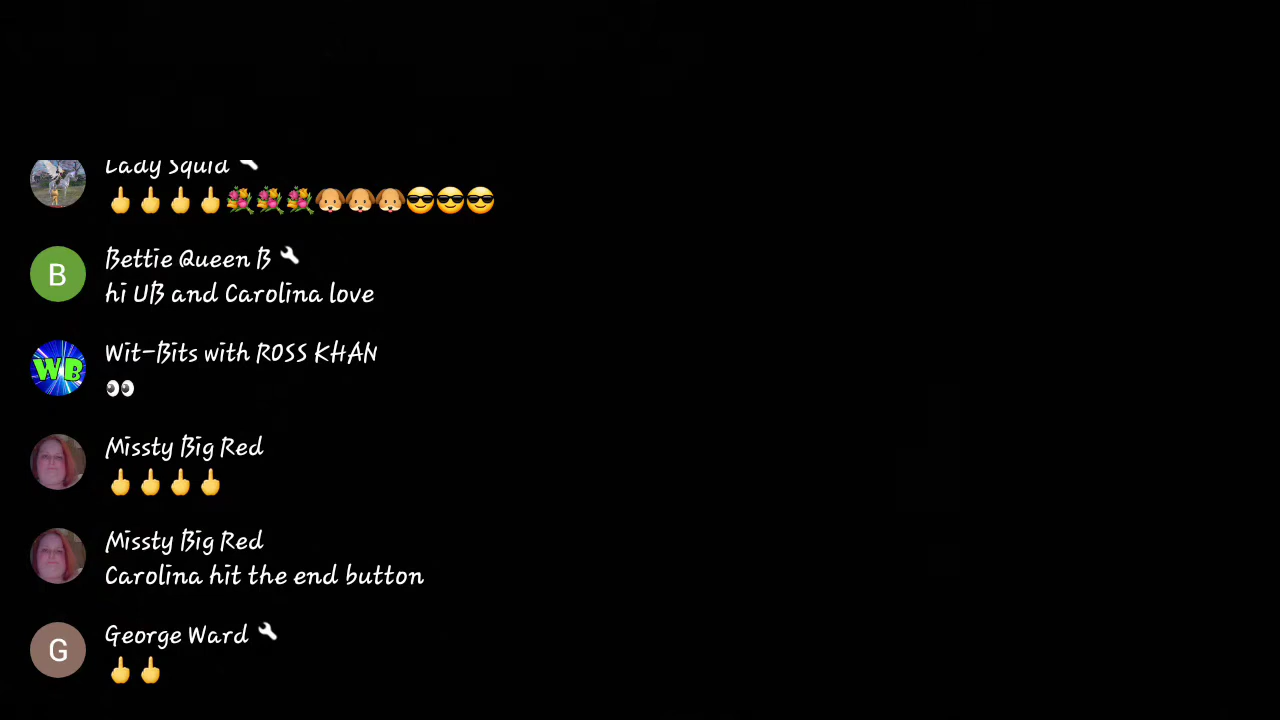 Lady Squid 🔧
🖕🖕🖕🖕💐💐💐🐶🐶🐶😎😎😎
B
Bettie Queen B 🔧
hi UB and Carolina love
WB
Wit-Bits with ROSS KHAN
👀
Missty Big Red
🖕🖕🖕🖕
Missty Big Red
Carolina hit the end button
G
George Ward 🔧
🖕🖕